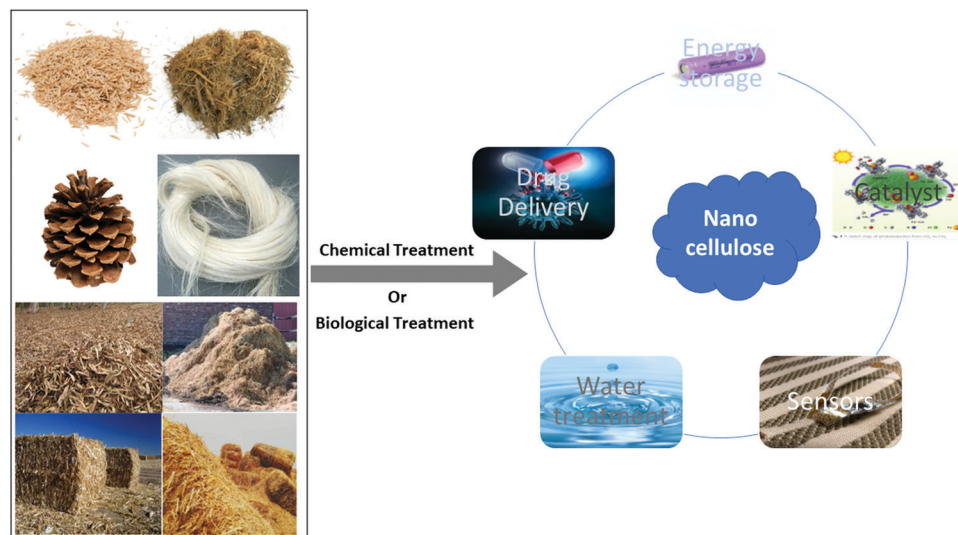 Energy
storage
Drug
Delivery
Catalyst
Nano
cellulose
Chemical Treatment
Or
Biological Treatment
Water
treatment
Sensors